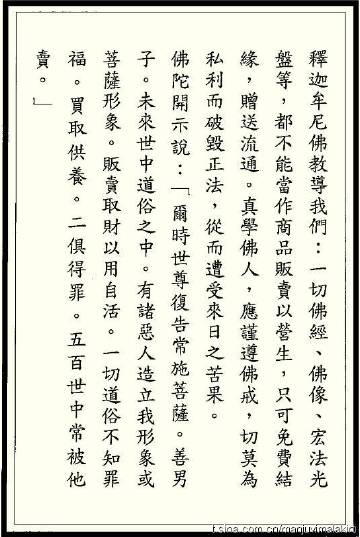 釋迦牟尼佛教導我們：一切佛經、佛像、宏法光
盤等，都不能當作商品販賣以營生，只可免費結
緣，贈送流通。真學佛人，應謹遵佛戒，切莫為
私利而破毀正法，從而遭受來日之苦果。
佛陀開示說：「爾時世尊復告常施菩薩。善男
子。未來世中道俗之中。有諸惡人造立我形象或
菩薩形象。販賣取財以用自活。一切道俗不知罪
福。買取供養。二俱得罪。五百世中常被他
賣。」
t.sina.com.cn/maojuyimalakiq